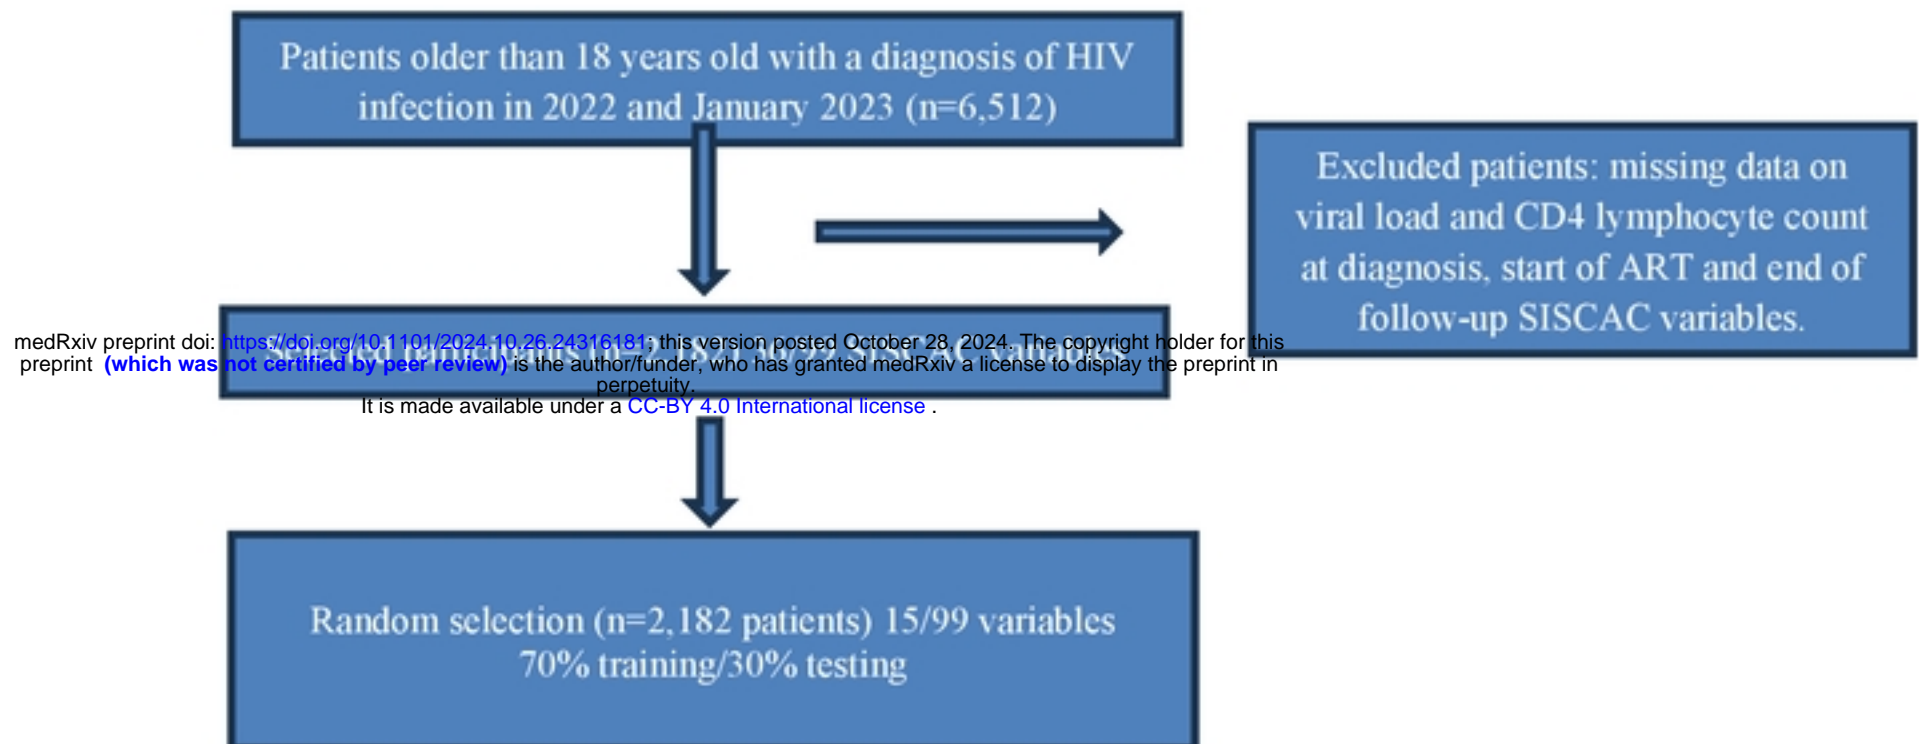 Patients older than 18 years old with a diagnosis of HIV
infection in 2022 and January 2023 (n=6,512)
Excluded patients: missing data on
viral load and CD4 lymphocyte count
at diagnosis, start of ART and end of
follow-up SISCAC variables.
medRxiv preprint doi: https://doi.org/10.1101/2024.10.26.24316181; this version posted October 28, 2024. The copyright holder for this
preprint (which was not certified by peer review) is the author/funder, who has granted medRxiv a license to display the preprint in
perpetuity.
It is made available under a CC-BY 4.0 International license .
SISCAC variables
Random selection (n=2,182 patients) 15/99 variables
70% training/30% testing